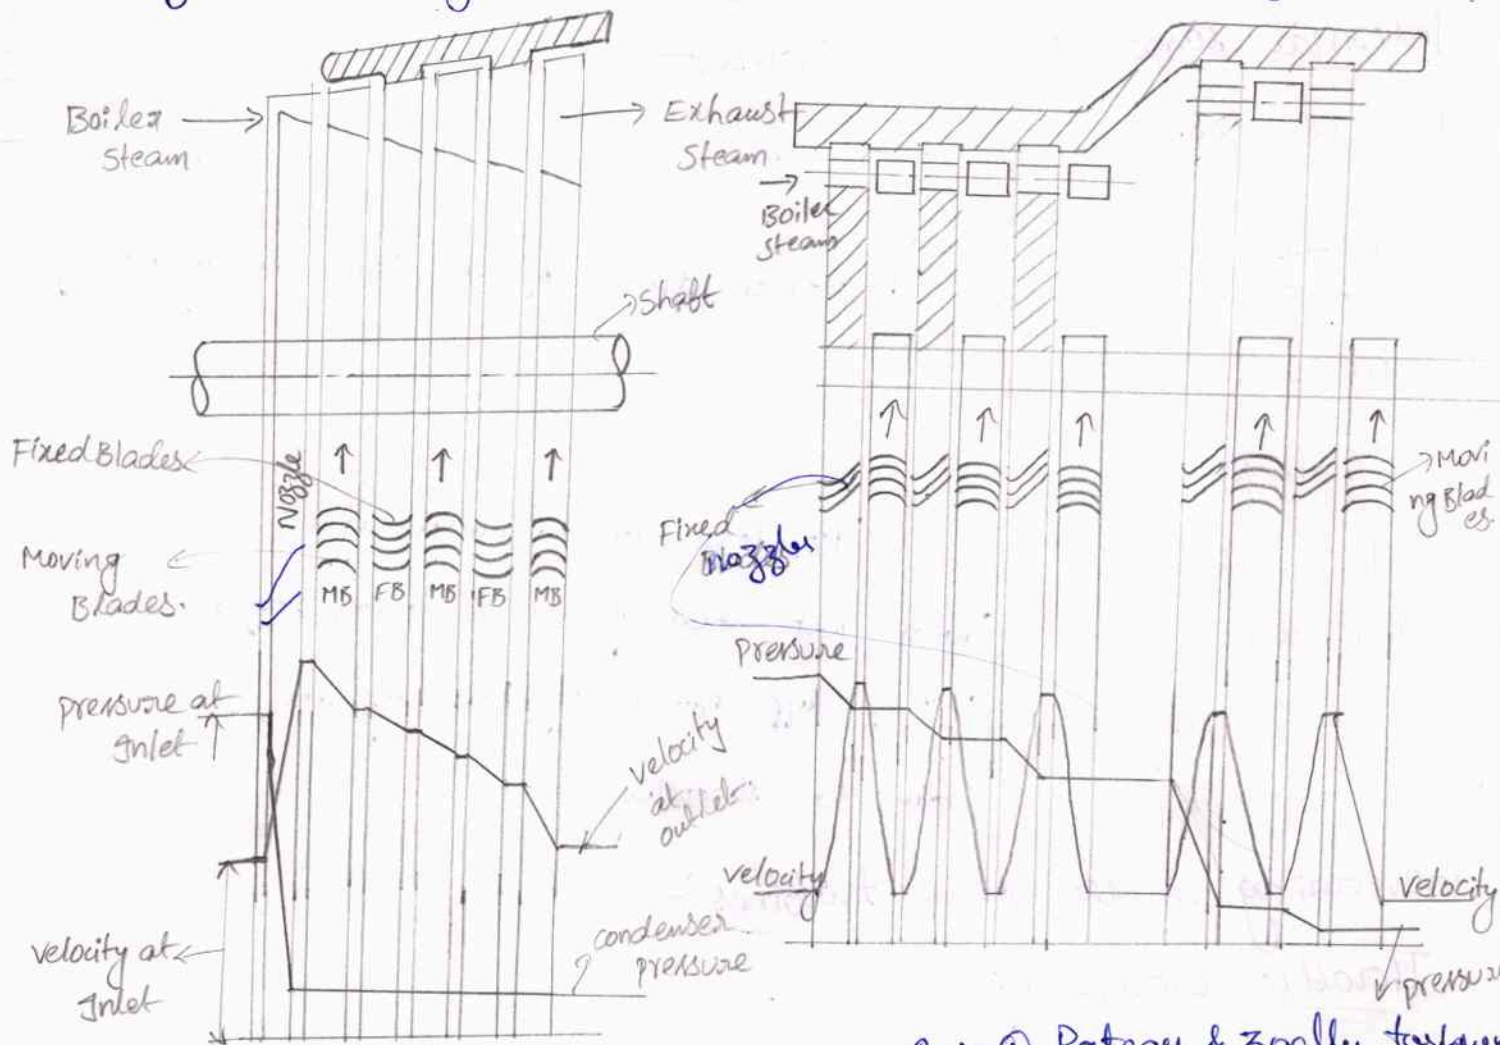 Boiler
Steam
Exhaust
Steam
Shaft
Fixed Blades
Nozzle
Moving
Blades.
MB FB MB FB MB
pressure at
Inlet
velocity
at
outlet
velocity at
Inlet
condenser
pressure
Boiler
steam
Fixed
Nozzles
Movi
ng Blad
es.
Pressure
velocity
velocity
pressure
& Zoelly